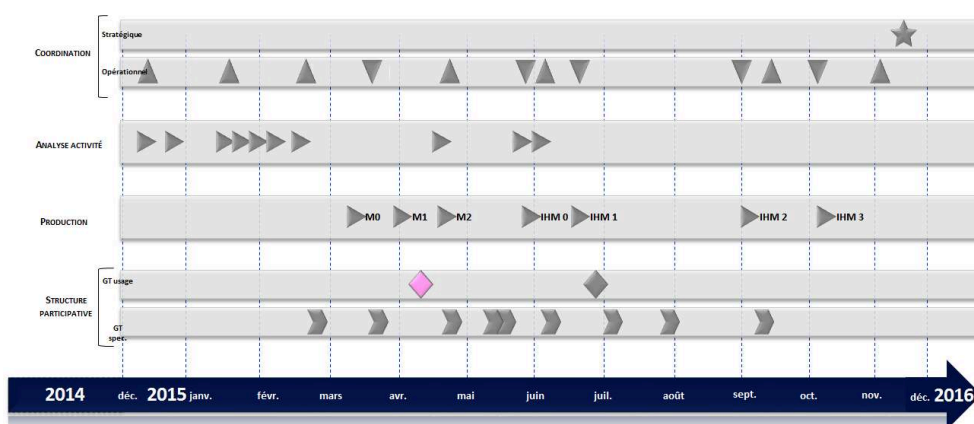 Stratégique
COORDINATION
Opérationnel
ANALYSE ACTIVITÉ
PRODUCTION
M0
M1
M2
IHM 0
IHM 1
IHM 2
IHM 3
GT usage
STRUCTURE
PARTICIPATIVE
GT
spec.
2014
déc.
2015
janv.
févr.
mars
avr.
mai
juin
juil.
août
sept.
oct.
nov.
déc.
2016